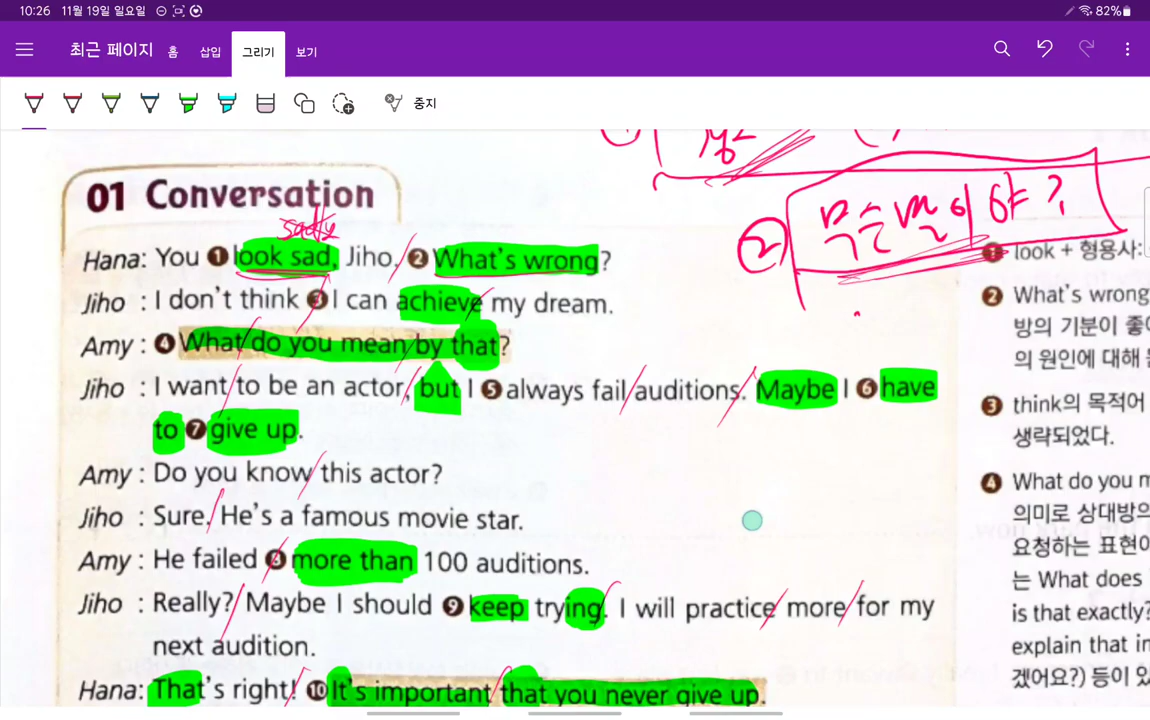 10:26 11월 19일 일요일 82%
최근 페이지 홈 삽입 그리기 보기
중지
01 Conversation
② 무슨 일이야?
sadly
Hana: You ❶ look sad, Jiho. ❷ What's wrong?
Jiho : I don't think ❸ I can achieve my dream.
Amy : ❹ What do you mean by that?
Jiho : I want to be an actor, but I ❺ always fail auditions. Maybe I ❻ have
to ❼ give up.
Amy : Do you know this actor?
Jiho : Sure. He's a famous movie star.
Amy : He failed ❽ more than 100 auditions.
Jiho : Really? Maybe I should ❾ keep trying. I will practice more for my
next audition.
Hana: That's right! ❿ It's important that you never give up.
❶ look + 형용사:
❷ What's wrong
방의 기분이 좋
의 원인에 대해
❸ think의 목적어
생략되었다.
❹ What do you m
의미로 상대방의
요청하는 표현이
는 What does
is that exactly?
explain that in
겠어요?) 등이 있